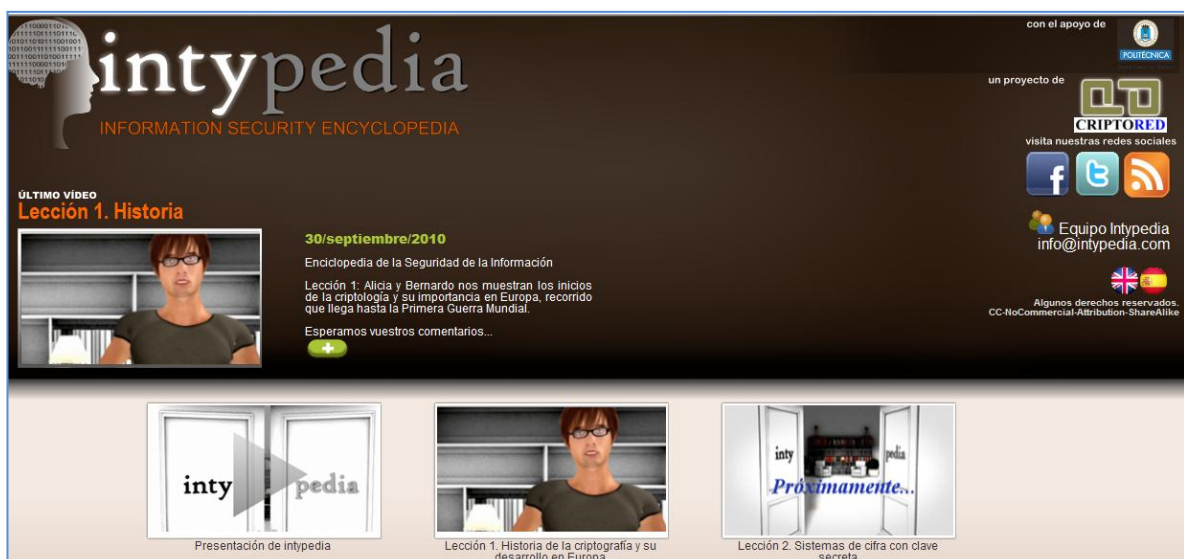 intypedia
INFORMATION SECURITY ENCYCLOPEDIA
con el apoyo de
POLITÉCNICA
un proyecto de
CRIPTORED
visita nuestras redes sociales
Equipo Intypedia
info@intypedia.com
Algunos derechos reservados.
CC-NoCommercial-Attribution-ShareAlike
ÚLTIMO VÍDEO
Lección 1. Historia
30/septiembre/2010
Enciclopedia de la Seguridad de la Información
Lección 1: Alicia y Bernardo nos muestran los inicios
de la criptología y su importancia en Europa, recorrido
que llega hasta la Primera Guerra Mundial.
Esperamos vuestros comentarios...
inty pedia
Presentación de intypedia
Lección 1. Historia de la criptografía y su
desarrollo en Europa
inty pedia
Próximamente...
Lección 2. Sistemas de cifra con clave
secreta